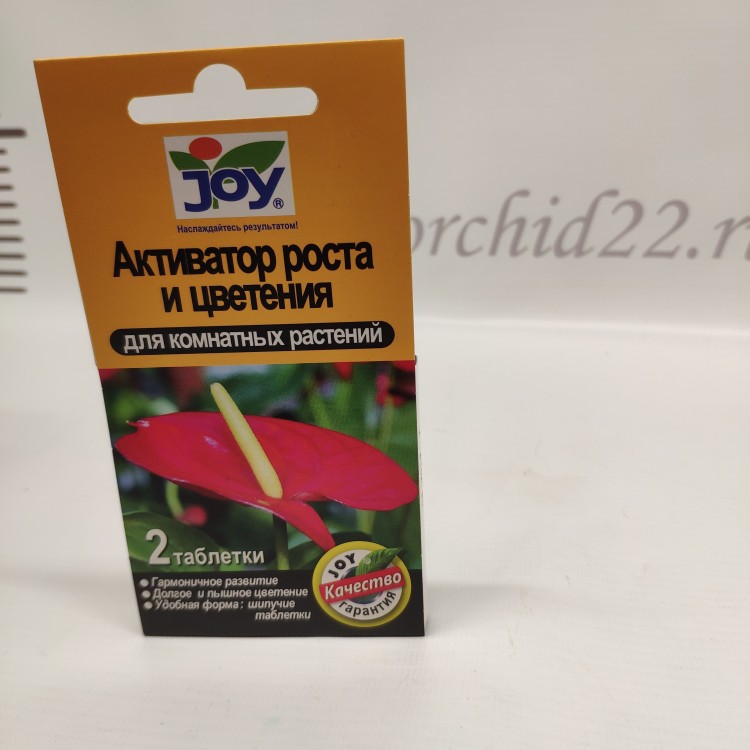 JOY®
Наслаждайтесь результатом!
Активатор роста
и цветения
для комнатных растений
2 таблетки
• Гармоничное развитие
• Долгое и пышное цветение
• Удобная форма: шипучие
таблетки
JOY
Качество
гарантия
orchid22.ru